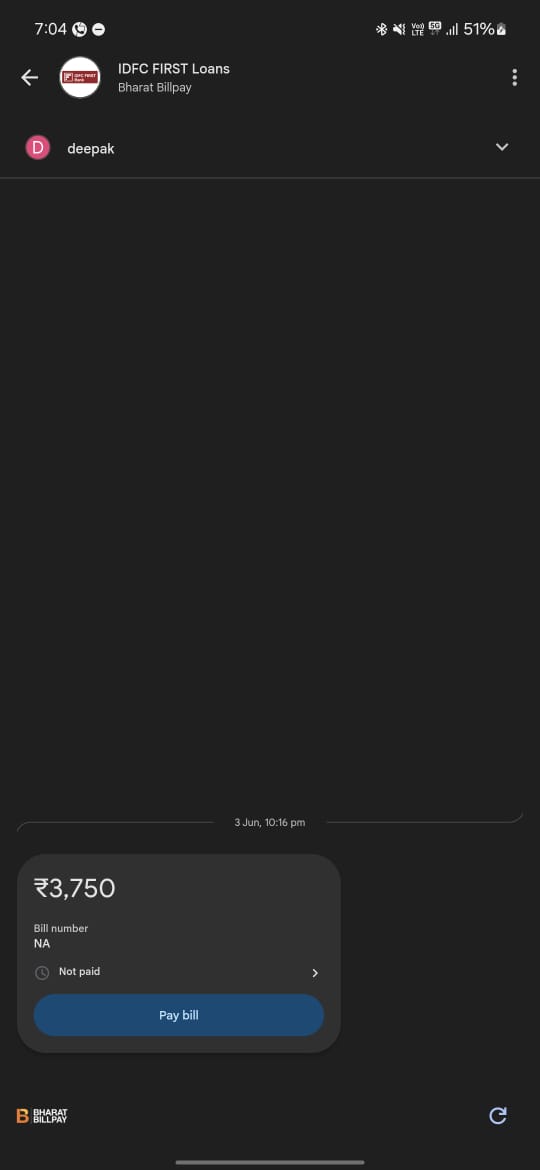 7:04
Vo))
LTE
5G
51%
IDFC FIRST
Bank
IDFC FIRST Loans
Bharat Billpay
D
deepak
3 Jun, 10:16 pm
₹3,750
Bill number
NA
Not paid
Pay bill
B BHARAT
BILLPAY